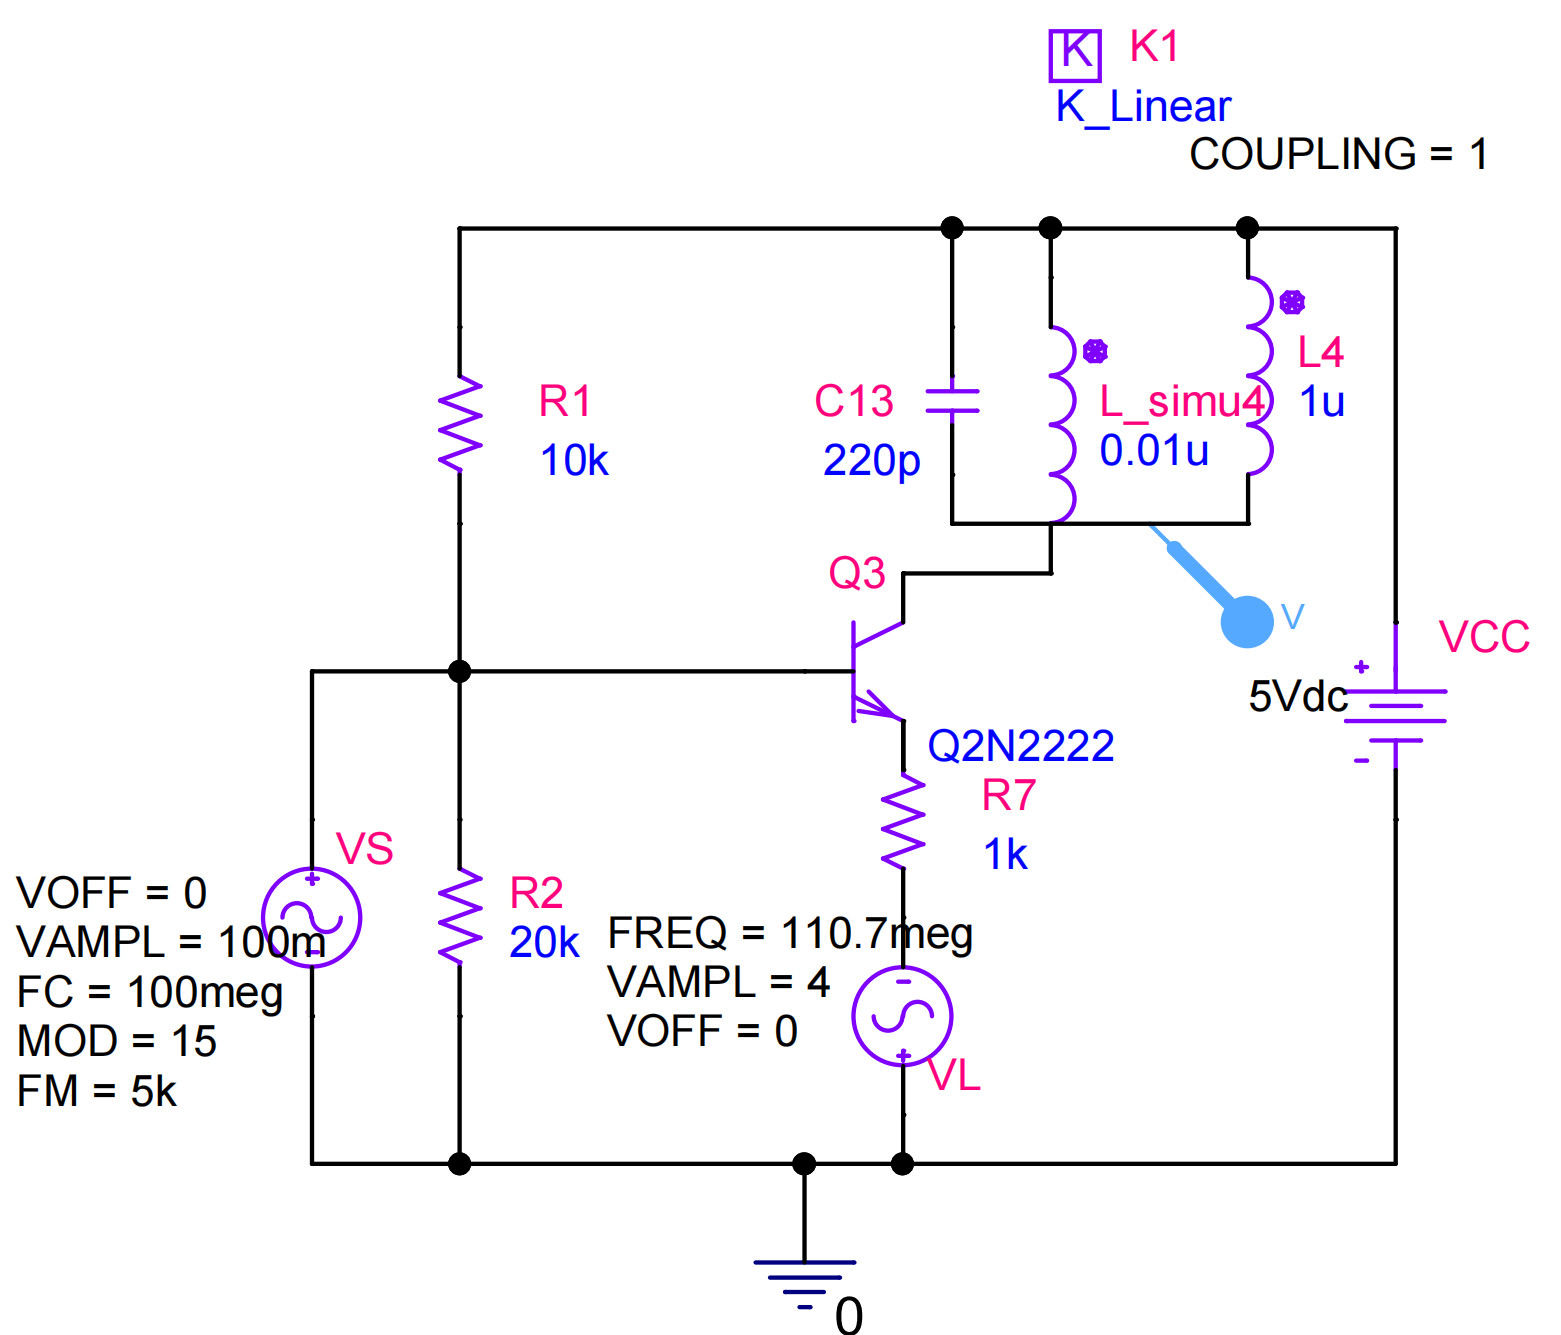 K K1
K_Linear
COUPLING = 1
R1
10k
C13
220p
L_simu4
0.01u
L4
1u
Q3
V
VCC
+
5Vdc
-
Q2N2222
R7
1k
VS
+
-
VOFF = 0
VAMPL = 100m
FC = 100meg
MOD = 15
FM = 5k
R2
20k
FREQ = 110.7meg
VAMPL = 4
VOFF = 0
-
+
VL
0